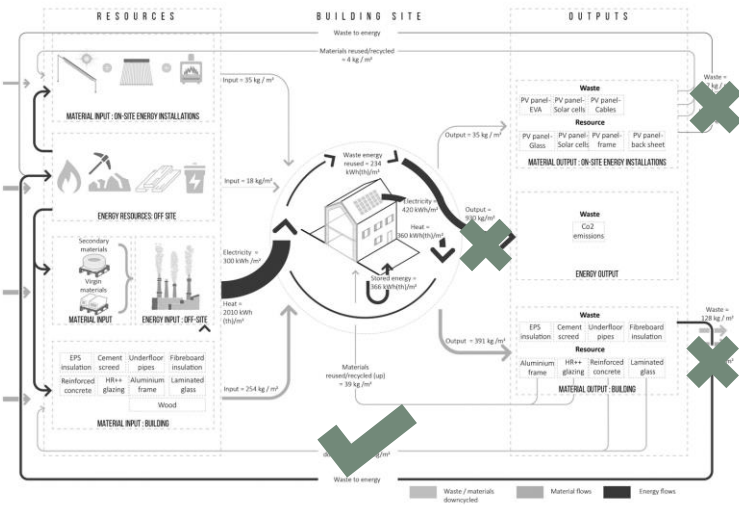 RESOURCES
BUILDING SITE
OUTPUTS
Waste to energy
Materials reused/recycled
= 4 kg / m²
Input = 35 kg / m²
MATERIAL INPUT : ON-SITE ENERGY INSTALLATIONS
Waste =
kg /
Waste
PV panel-
EVA
PV panel-
Solar cells
PV panel-
Cables
Resource
PV panel-
Glass
PV panel-
Solar cells
PV panel-
frame
PV panel-
back sheet
MATERIAL OUTPUT : ON-SITE ENERGY INSTALLATIONS
Output = 35 kg / m²
Waste energy
reused = 234
kWh(th)/m²
Input = 18 kg/m²
ENERGY RESOURCES: OFF SITE
Electricity =
420 kWh/m²
Heat =
360 kWh(th)/m²
Output =
930 kg/m²
Stored energy =
366 kWh(th)/m²
Waste
Co2
emissions
ENERGY OUTPUT
Secondary
materials
Virgin
materials
MATERIAL INPUT
ENERGY INPUT : OFF-SITE
Electricity =
300 kWh /m²
Heat =
2010 kWh
(th)/m²
Waste =
128 kg / m²
Output = 391 kg / m²
Waste
EPS
insulation
Cement
screed
Underfloor
pipes
Fibreboard
insulation
Resource
Aluminium
frame
HR++
glazing
Reinforced
concrete
Laminated
glass
MATERIAL OUTPUT : BUILDING
EPS
insulation
Cement
screed
Underfloor
pipes
Fibreboard
insulation
Reinforced
concrete
HR++
glazing
Aluminium
frame
Laminated
glass
Wood
MATERIAL INPUT : BUILDING
Input = 254 kg / m²
Materials
reused/recycled (up)
= 39 kg /m²
Waste to energy
Waste / materials
downcycled
Material flows
Energy flows